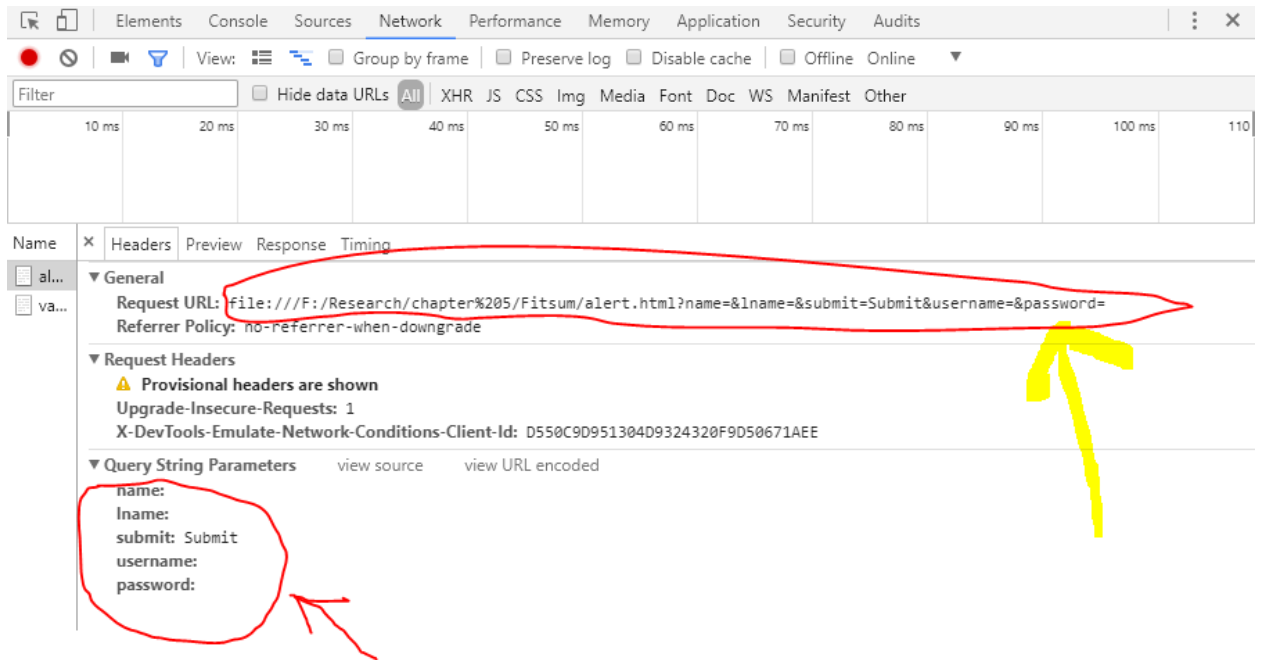 Elements Console Sources Network Performance Memory Application Security Audits
View: Group by frame Preserve log Disable cache Offline Online
Filter Hide data URLs All XHR JS CSS Img Media Font Doc WS Manifest Other
10 ms 20 ms 30 ms 40 ms 50 ms 60 ms 70 ms 80 ms 90 ms 100 ms 110
Name Headers Preview Response Timing
al...
va...
General
Request URL: file:///F:/Research/chapter%205/Fitsum/alert.html?name=&lname=&submit=Submit&username=&password=
Referrer Policy: no-referrer-when-downgrade
Request Headers
Provisional headers are shown
Upgrade-Insecure-Requests: 1
X-DevTools-Emulate-Network-Conditions-Client-Id: D550C9D951304D9324320F9D50671AEE
Query String Parameters view source view URL encoded
name:
lname:
submit: Submit
username:
password: